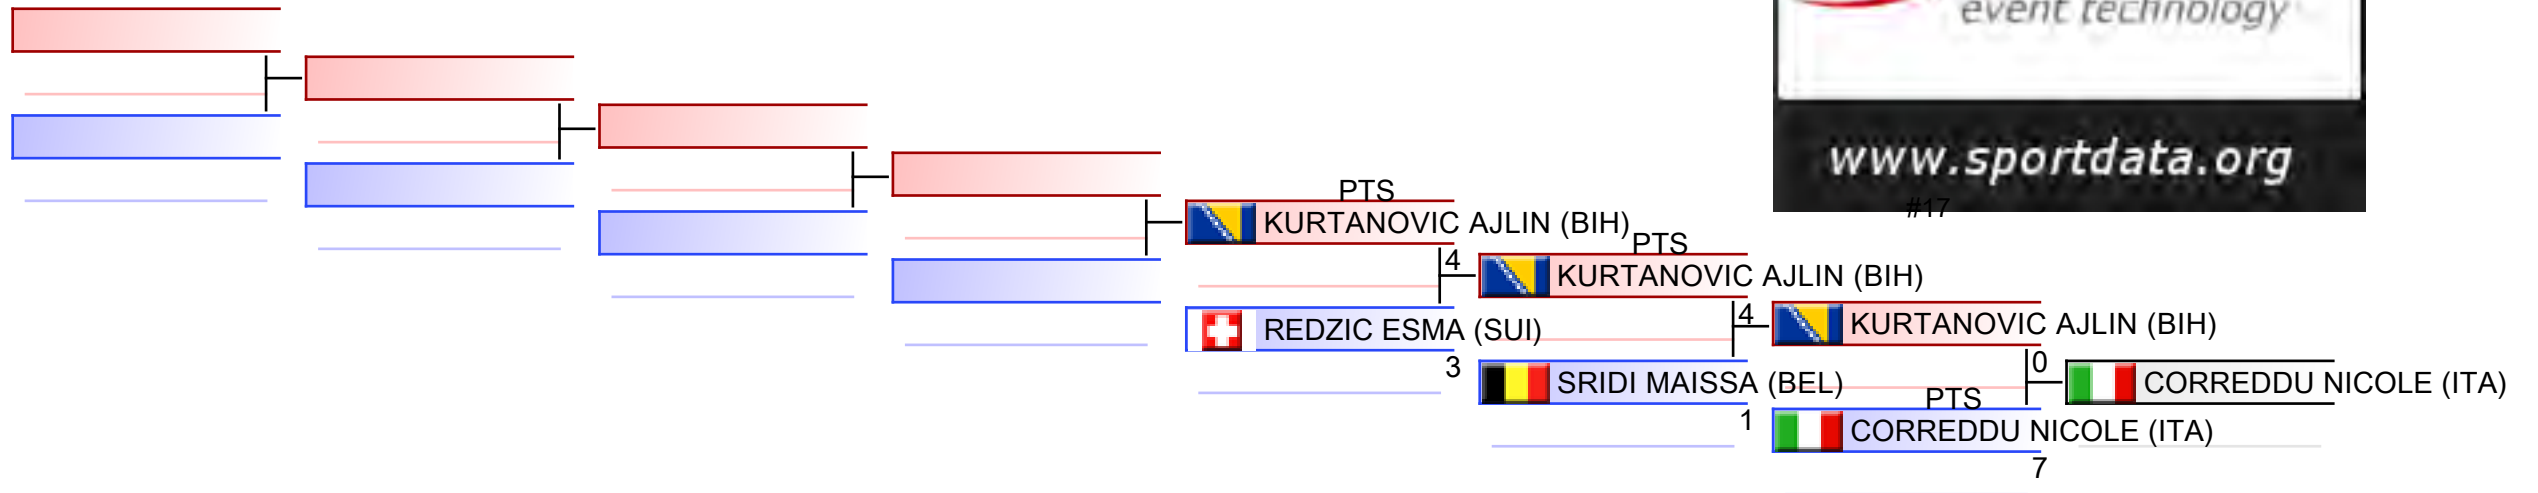 event technology
www.sportdata.org
#17
PTS
KURTANOVIC AJLIN (BIH)
4
REDZIC ESMA (SUI)
3
PTS
KURTANOVIC AJLIN (BIH)
4
SRIDI MAISSA (BEL)
1
KURTANOVIC AJLIN (BIH)
0
PTS
CORREDDU NICOLE (ITA)
7
CORREDDU NICOLE (ITA)